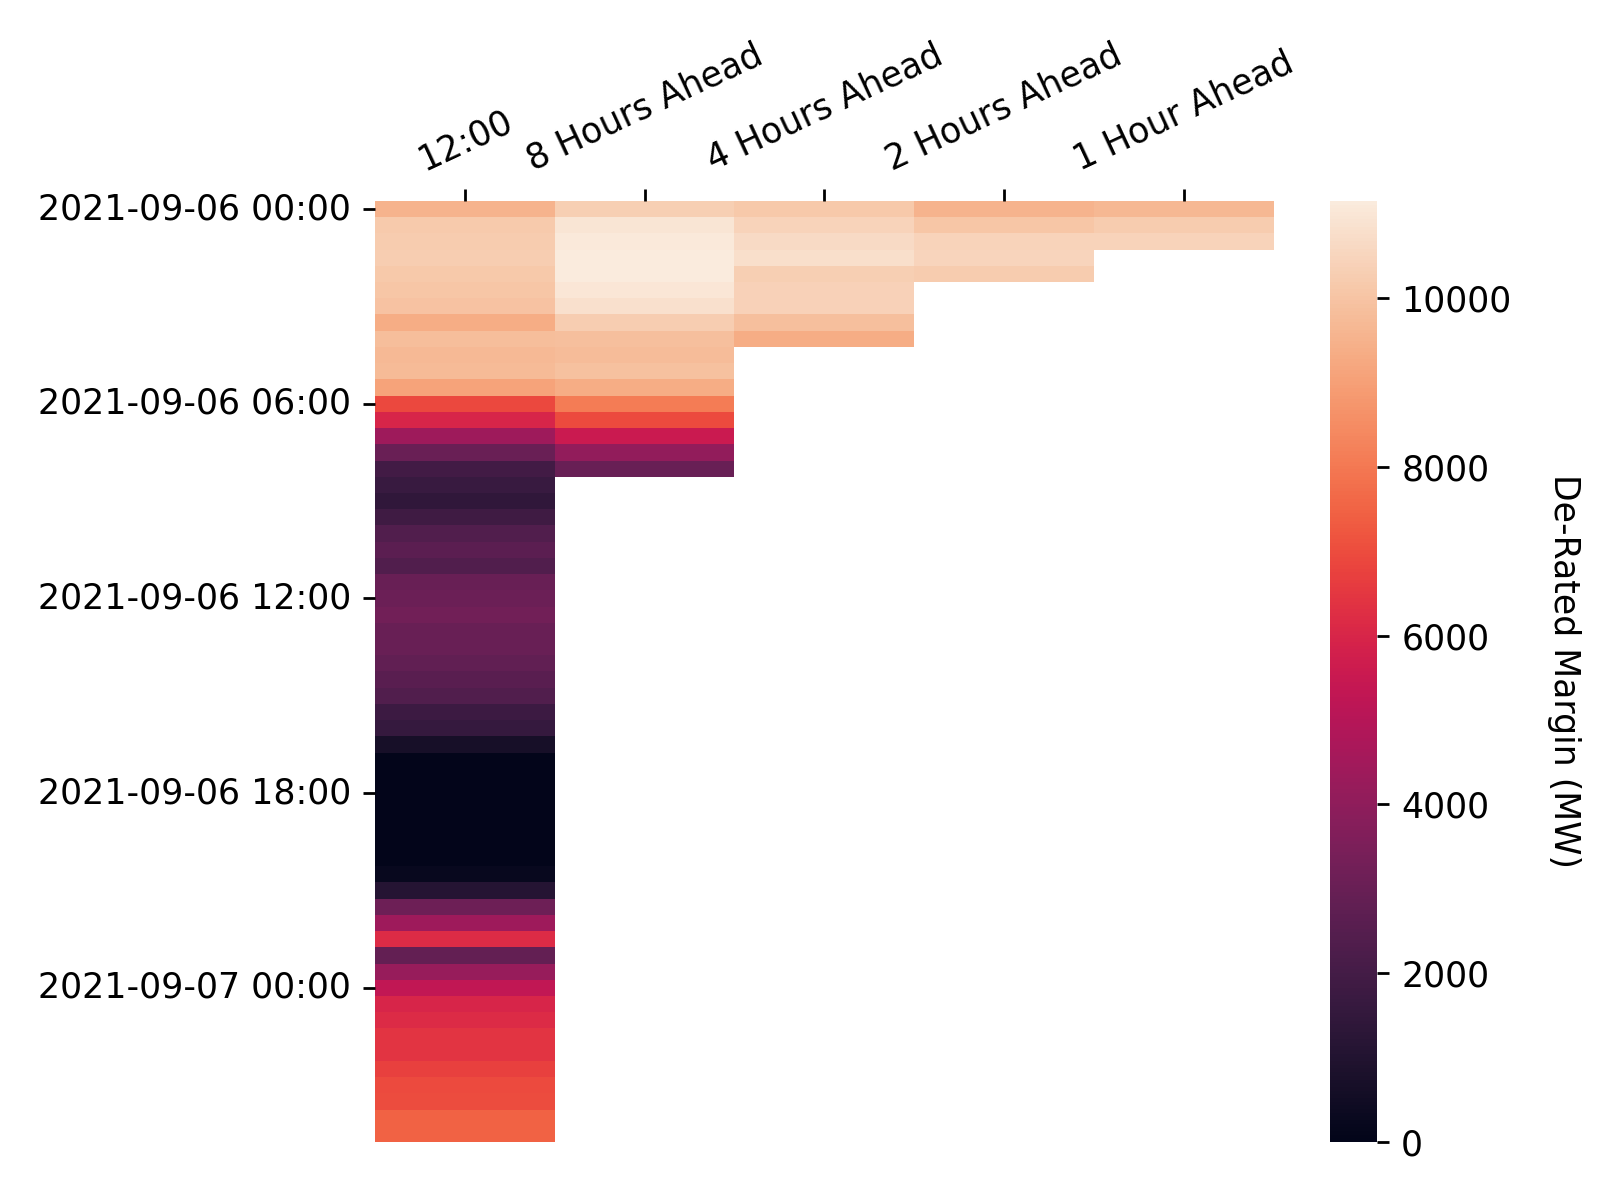 12:00
8 Hours Ahead
4 Hours Ahead
2 Hours Ahead
1 Hour Ahead
2021-09-06 00:00
2021-09-06 06:00
2021-09-06 12:00
2021-09-06 18:00
2021-09-07 00:00
10000
8000
6000
4000
2000
0
De-Rated Margin (MW)